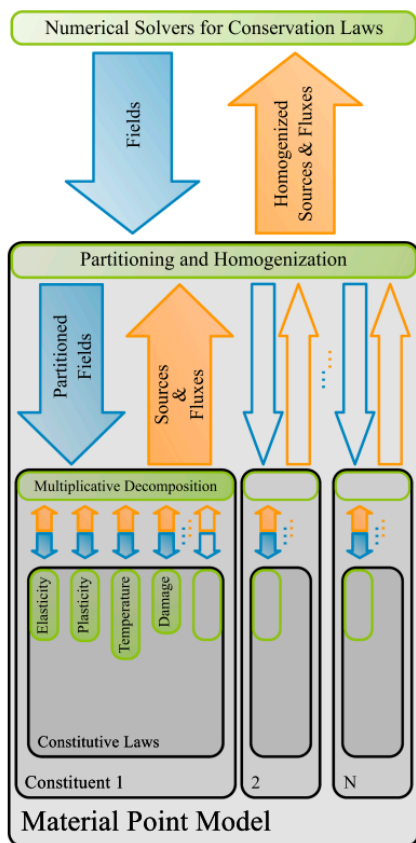 Numerical Solvers for Conservation Laws
Fields
Homogenized
Sources & Fluxes
Partitioning and Homogenization
Partitioned
Fields
Sources
&
Fluxes
Multiplicative Decomposition
Elasticity
Plasticity
Temperature
Damage
Constitutive Laws
Constituent 1
2
N
Material Point Model